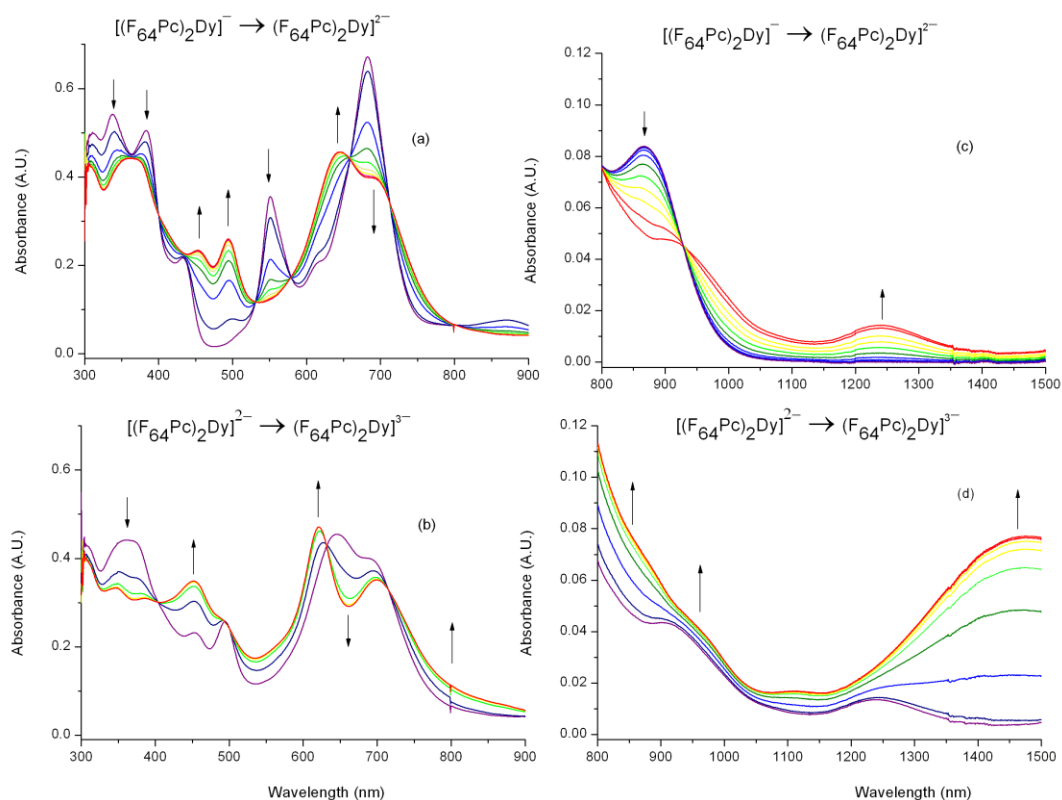 [(F64Pc)2Dy]− → (F64Pc)2Dy]2−
(a)
Absorbance (A.U.)
0.6
0.4
0.2
0.0
300 400 500 600 700 800 900
[(F64Pc)2Dy]− → (F64Pc)2Dy]2−
(c)
Absorbance (A.U.)
0.12
0.10
0.08
0.06
0.04
0.02
0.00
800 900 1000 1100 1200 1300 1400 1500
[(F64Pc)2Dy]2− → (F64Pc)2Dy]3−
(b)
Absorbance (A.U.)
0.6
0.4
0.2
0.0
300 400 500 600 700 800 900
Wavelength (nm)
[(F64Pc)2Dy]2− → (F64Pc)2Dy]3−
(d)
Absorbance (A.U.)
0.12
0.10
0.08
0.06
0.04
0.02
0.00
800 900 1000 1100 1200 1300 1400 1500
Wavelength (nm)